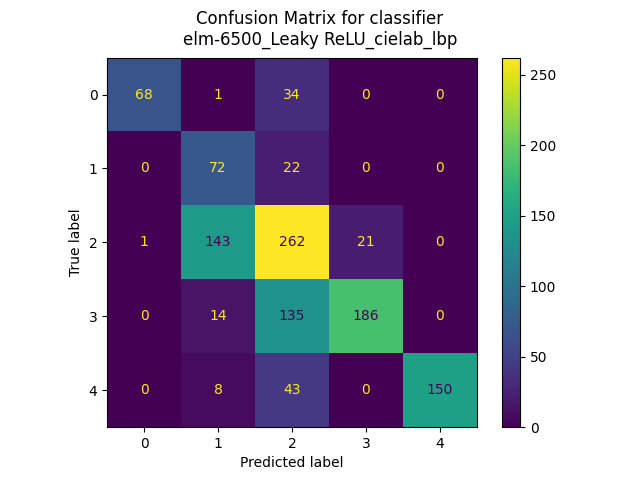 Confusion Matrix for classifier
elm-6500_Leaky ReLU_cielab_lbp
0 68 1 34 0 0
1 0 72 22 0 0
2 1 143 262 21 0
3 0 14 135 186 0
4 0 8 43 0 150
0 1 2 3 4
Predicted label
True label
250
200
150
100
50
0